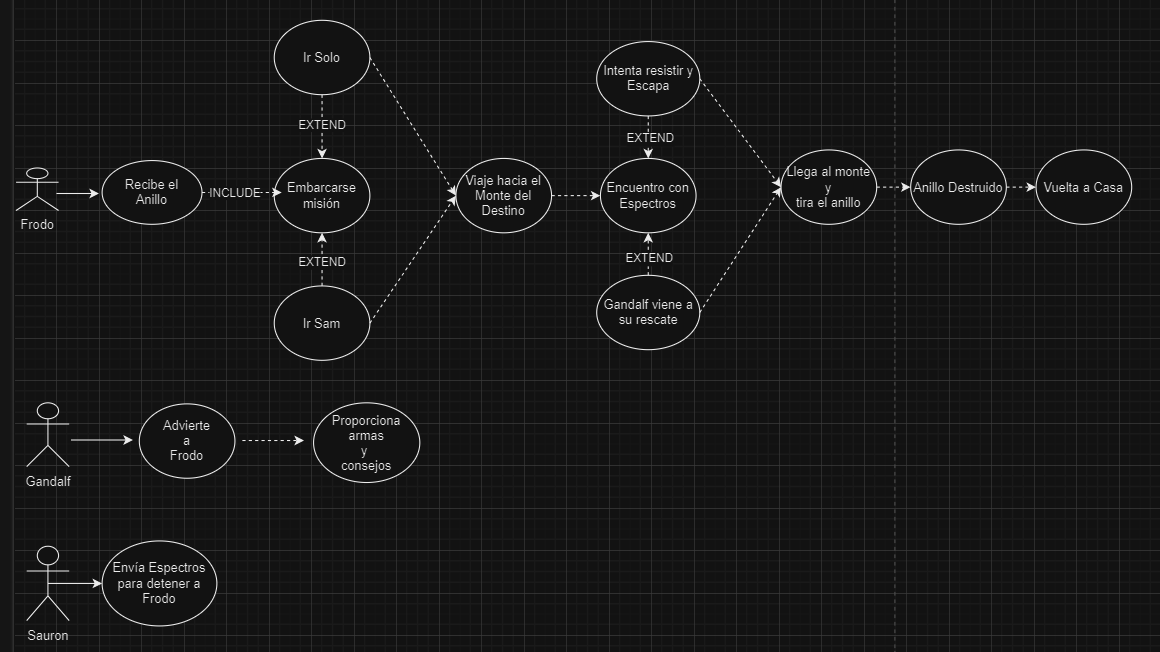 Ir Solo
EXTEND
Frodo
Recibe el
Anillo
INCLUDE
Embarcarse
misión
EXTEND
Ir Sam
Viaje hacia el
Monte del
Destino
Intenta resistir y
Escapa
EXTEND
Encuentro con
Espectros
EXTEND
Gandalf viene a
su rescate
Llega al monte
y
tira el anillo
Anillo Destruido
Vuelta a Casa
Gandalf
Advierte
a
Frodo
Proporciona
armas
y
consejos
Sauron
Envía Espectros
para detener a
Frodo